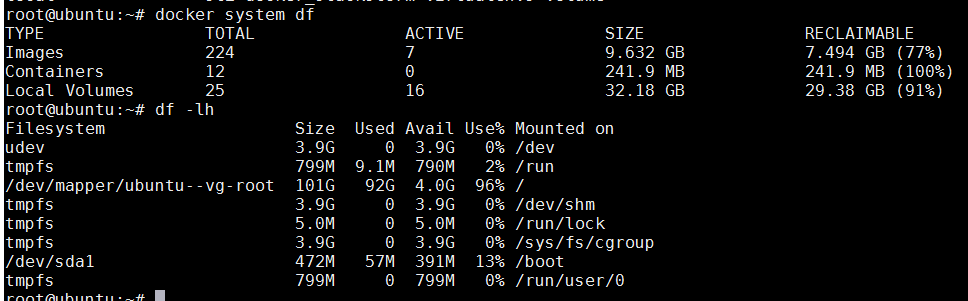 root@ubuntu:~# docker system df
TYPE TOTAL ACTIVE SIZE RECLAIMABLE
Images 224 7 9.632 GB 7.494 GB (77%)
Containers 12 0 241.9 MB 241.9 MB (100%)
Local Volumes 25 16 32.18 GB 29.38 GB (91%)
root@ubuntu:~# df -lh
Filesystem Size Used Avail Use% Mounted on
udev 3.9G 0 3.9G 0% /dev
tmpfs 799M 9.1M 790M 2% /run
/dev/mapper/ubuntu--vg-root 101G 92G 4.0G 96% /
tmpfs 3.9G 0 3.9G 0% /dev/shm
tmpfs 5.0M 0 5.0M 0% /run/lock
tmpfs 3.9G 0 3.9G 0% /sys/fs/cgroup
/dev/sda1 472M 57M 391M 13% /boot
tmpfs 799M 0 799M 0% /run/user/0
root@ubuntu:~#